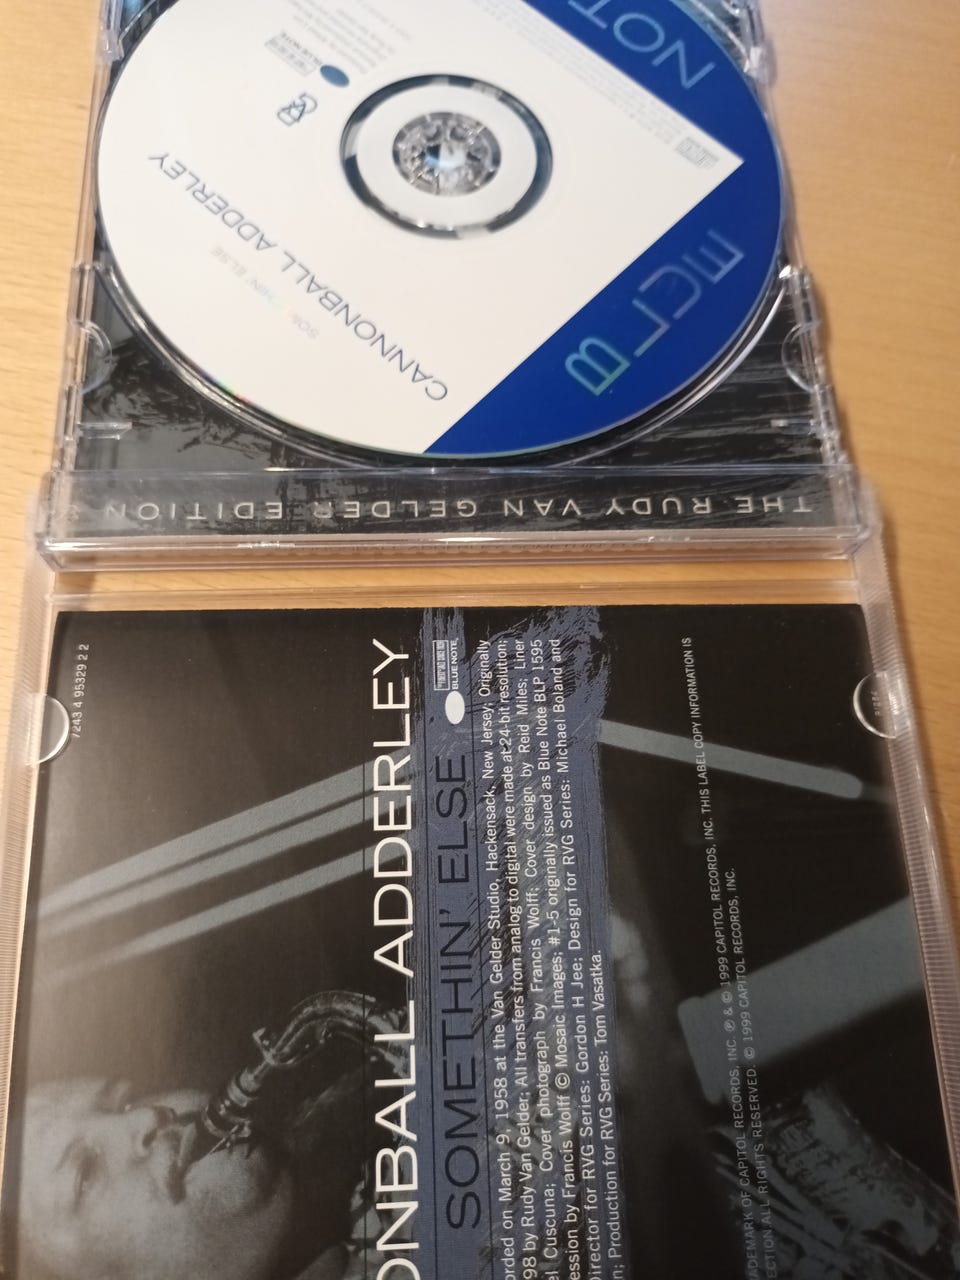 NOT
BLUE
CANNONBALL ADDERLEY
ELSE
BLUE NOTE
THE RUDY VAN GELDER EDITION
7243 4 95329 2 2
ONBALL ADDERLEY
SOMETHIN' ELSE
BLUE NOTE
orded on March 9, 1958 at the Van Gelder Studio, Hackensack, New Jersey; Originally
98 by Rudy Van Gelder; All transfers from analog to digital were made at 24-bit resolution;
el Cuscuna; Cover photograph by Francis Wolff; Cover design by Reid Miles; Liner
ession by Francis Wolff © Mosaic Images; #1-5 originally issued as Blue Note BLP 1595
Director for RVG Series: Gordon H Jee; Design for RVG Series: Michael Boland and
n; Production for RVG Series: Tom Vasatka.
THIS LABEL COPY INFORMATION IS
ADEMARK OF CAPITOL RECORDS, INC. ℗ & © 1999 CAPITOL RECORDS, INC.
ECTION ALL RIGHTS RESERVED. © 1999 CAPITOL RECORDS, INC.